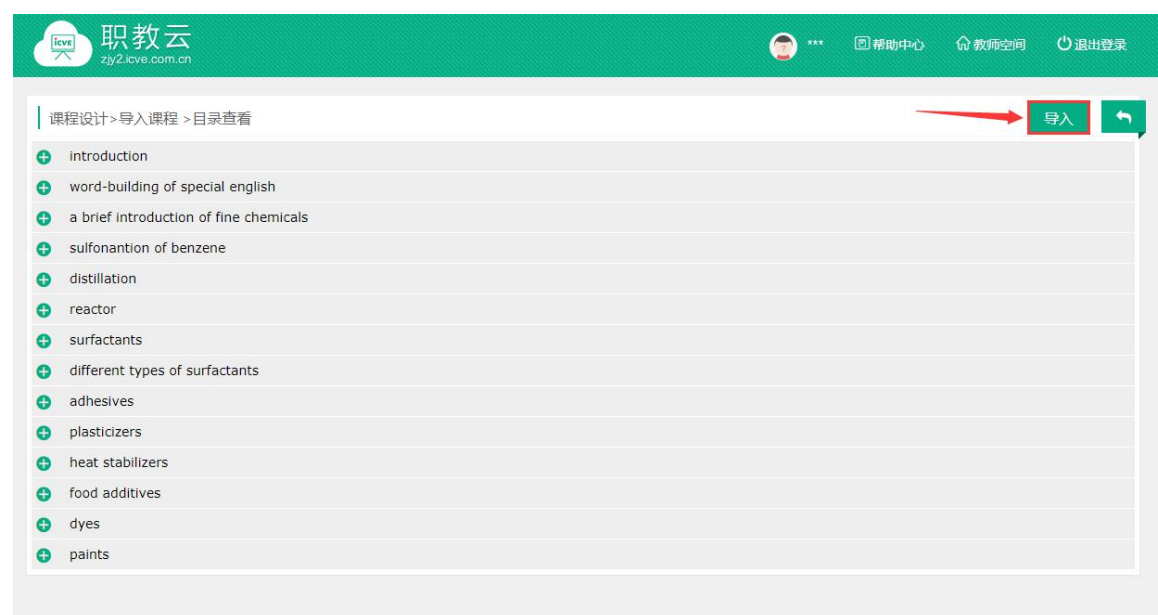 icve
职教云
zjy2.icve.com.cn
*** 帮助中心 教师空间 退出登录
课程设计>导入课程 >目录查看
导入
introduction
word-building of special english
a brief introduction of fine chemicals
sulfonantion of benzene
distillation
reactor
surfactants
different types of surfactants
adhesives
plasticizers
heat stabilizers
food additives
dyes
paints